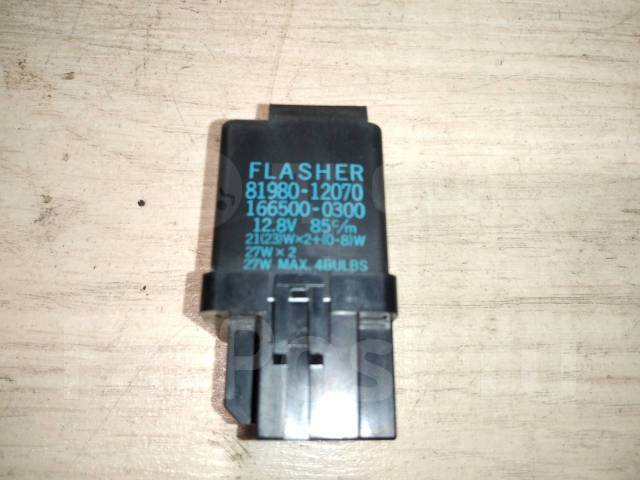 FLASHER
81980-12070
166500-0300
12.8V 85c/m
21(23)W×2+(0-8)W
27W×2
27W MAX. 4BULBS